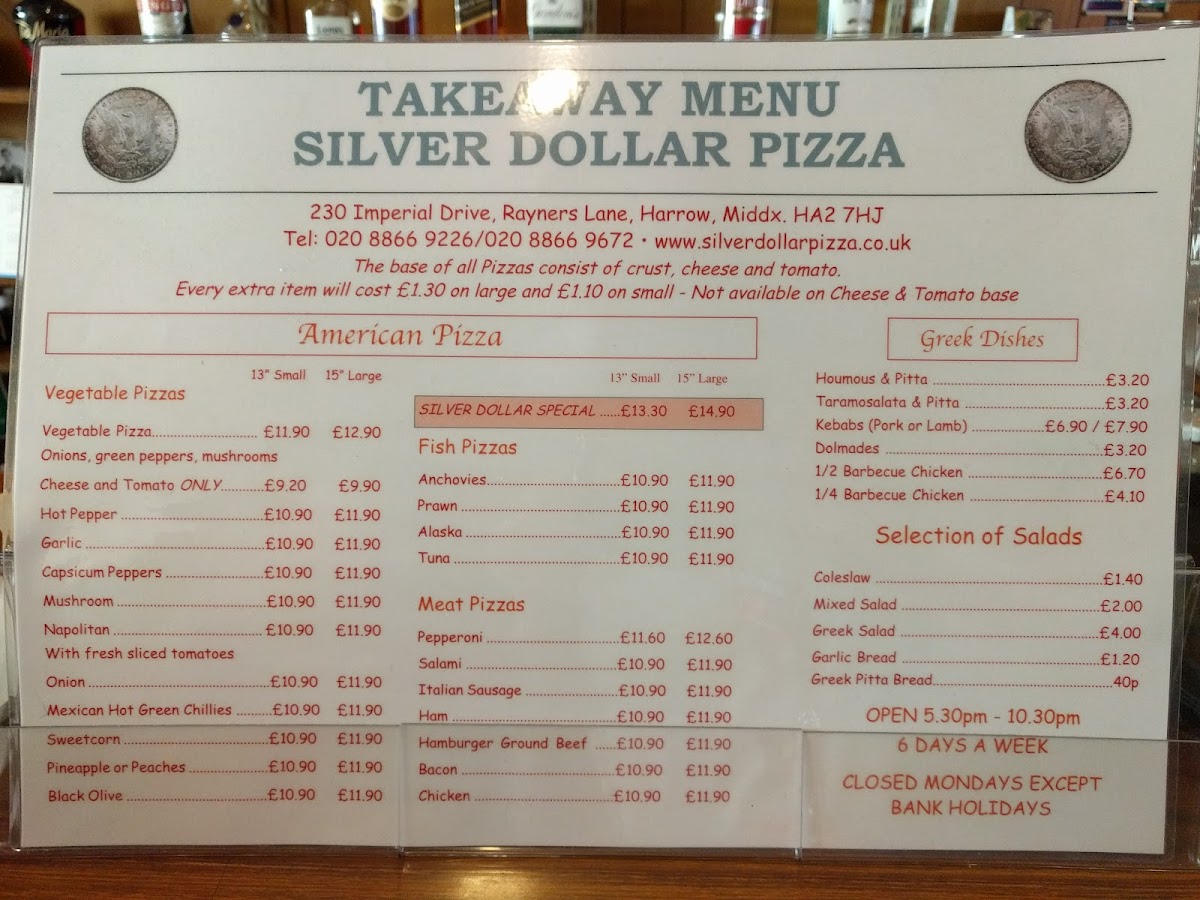 TAKEAWAY MENU
SILVER DOLLAR PIZZA
230 Imperial Drive, Rayners Lane, Harrow, Middx. HA2 7HJ
Tel: 020 8866 9226/020 8866 9672 • www.silverdollarpizza.co.uk
The base of all Pizzas consist of crust, cheese and tomato.
Every extra item will cost £1.30 on large and £1.10 on small - Not available on Cheese & Tomato base
American Pizza
13" Small 15" Large
Vegetable Pizzas
Vegetable Pizza.............................. £11.90 £12.90
Onions, green peppers, mushrooms
Cheese and Tomato ONLY..........£9.20 £9.90
Hot Pepper ..................................£10.90 £11.90
Garlic ..........................................£10.90 £11.90
Capsicum Peppers .......................£10.90 £11.90
Mushroom ...................................£10.90 £11.90
Napolitan ................................... £10.90 £11.90
With fresh sliced tomatoes
Onion ..........................................£10.90 £11.90
Mexican Hot Green Chillies ........£10.90 £11.90
Sweetcorn ...................................£10.90 £11.90
Pineapple or Peaches ..................£10.90 £11.90
Black Olive ..................................£10.90 £11.90
13" Small 15" Large
SILVER DOLLAR SPECIAL .....£13.30 £14.90
Fish Pizzas
Anchovies................................£10.90 £11.90
Prawn ......................................£10.90 £11.90
Alaska .....................................£10.90 £11.90
Tuna ........................................£10.90 £11.90
Meat Pizzas
Pepperoni ................................£11.60 £12.60
Salami .....................................£10.90 £11.90
Italian Sausage ......................£10.90 £11.90
Ham .........................................£10.90 £11.90
Hamburger Ground Beef .....£10.90 £11.90
Bacon ......................................£10.90 £11.90
Chicken ...................................£10.90 £11.90
Greek Dishes
Houmous & Pitta ........................................£3.20
Taramosalata & Pitta .................................£3.20
Kebabs (Pork or Lamb) .................£6.90 / £7.90
Dolmades ...................................................£3.20
1/2 Barbecue Chicken ................................£6.70
1/4 Barbecue Chicken ................................£4.10
Selection of Salads
Coleslaw .....................................................£1.40
Mixed Salad ...............................................£2.00
Greek Salad ...............................................£4.00
Garlic Bread ...............................................£1.20
Greek Pitta Bread..........................................40p
OPEN 5.30pm - 10.30pm
6 DAYS A WEEK
CLOSED MONDAYS EXCEPT
BANK HOLIDAYS